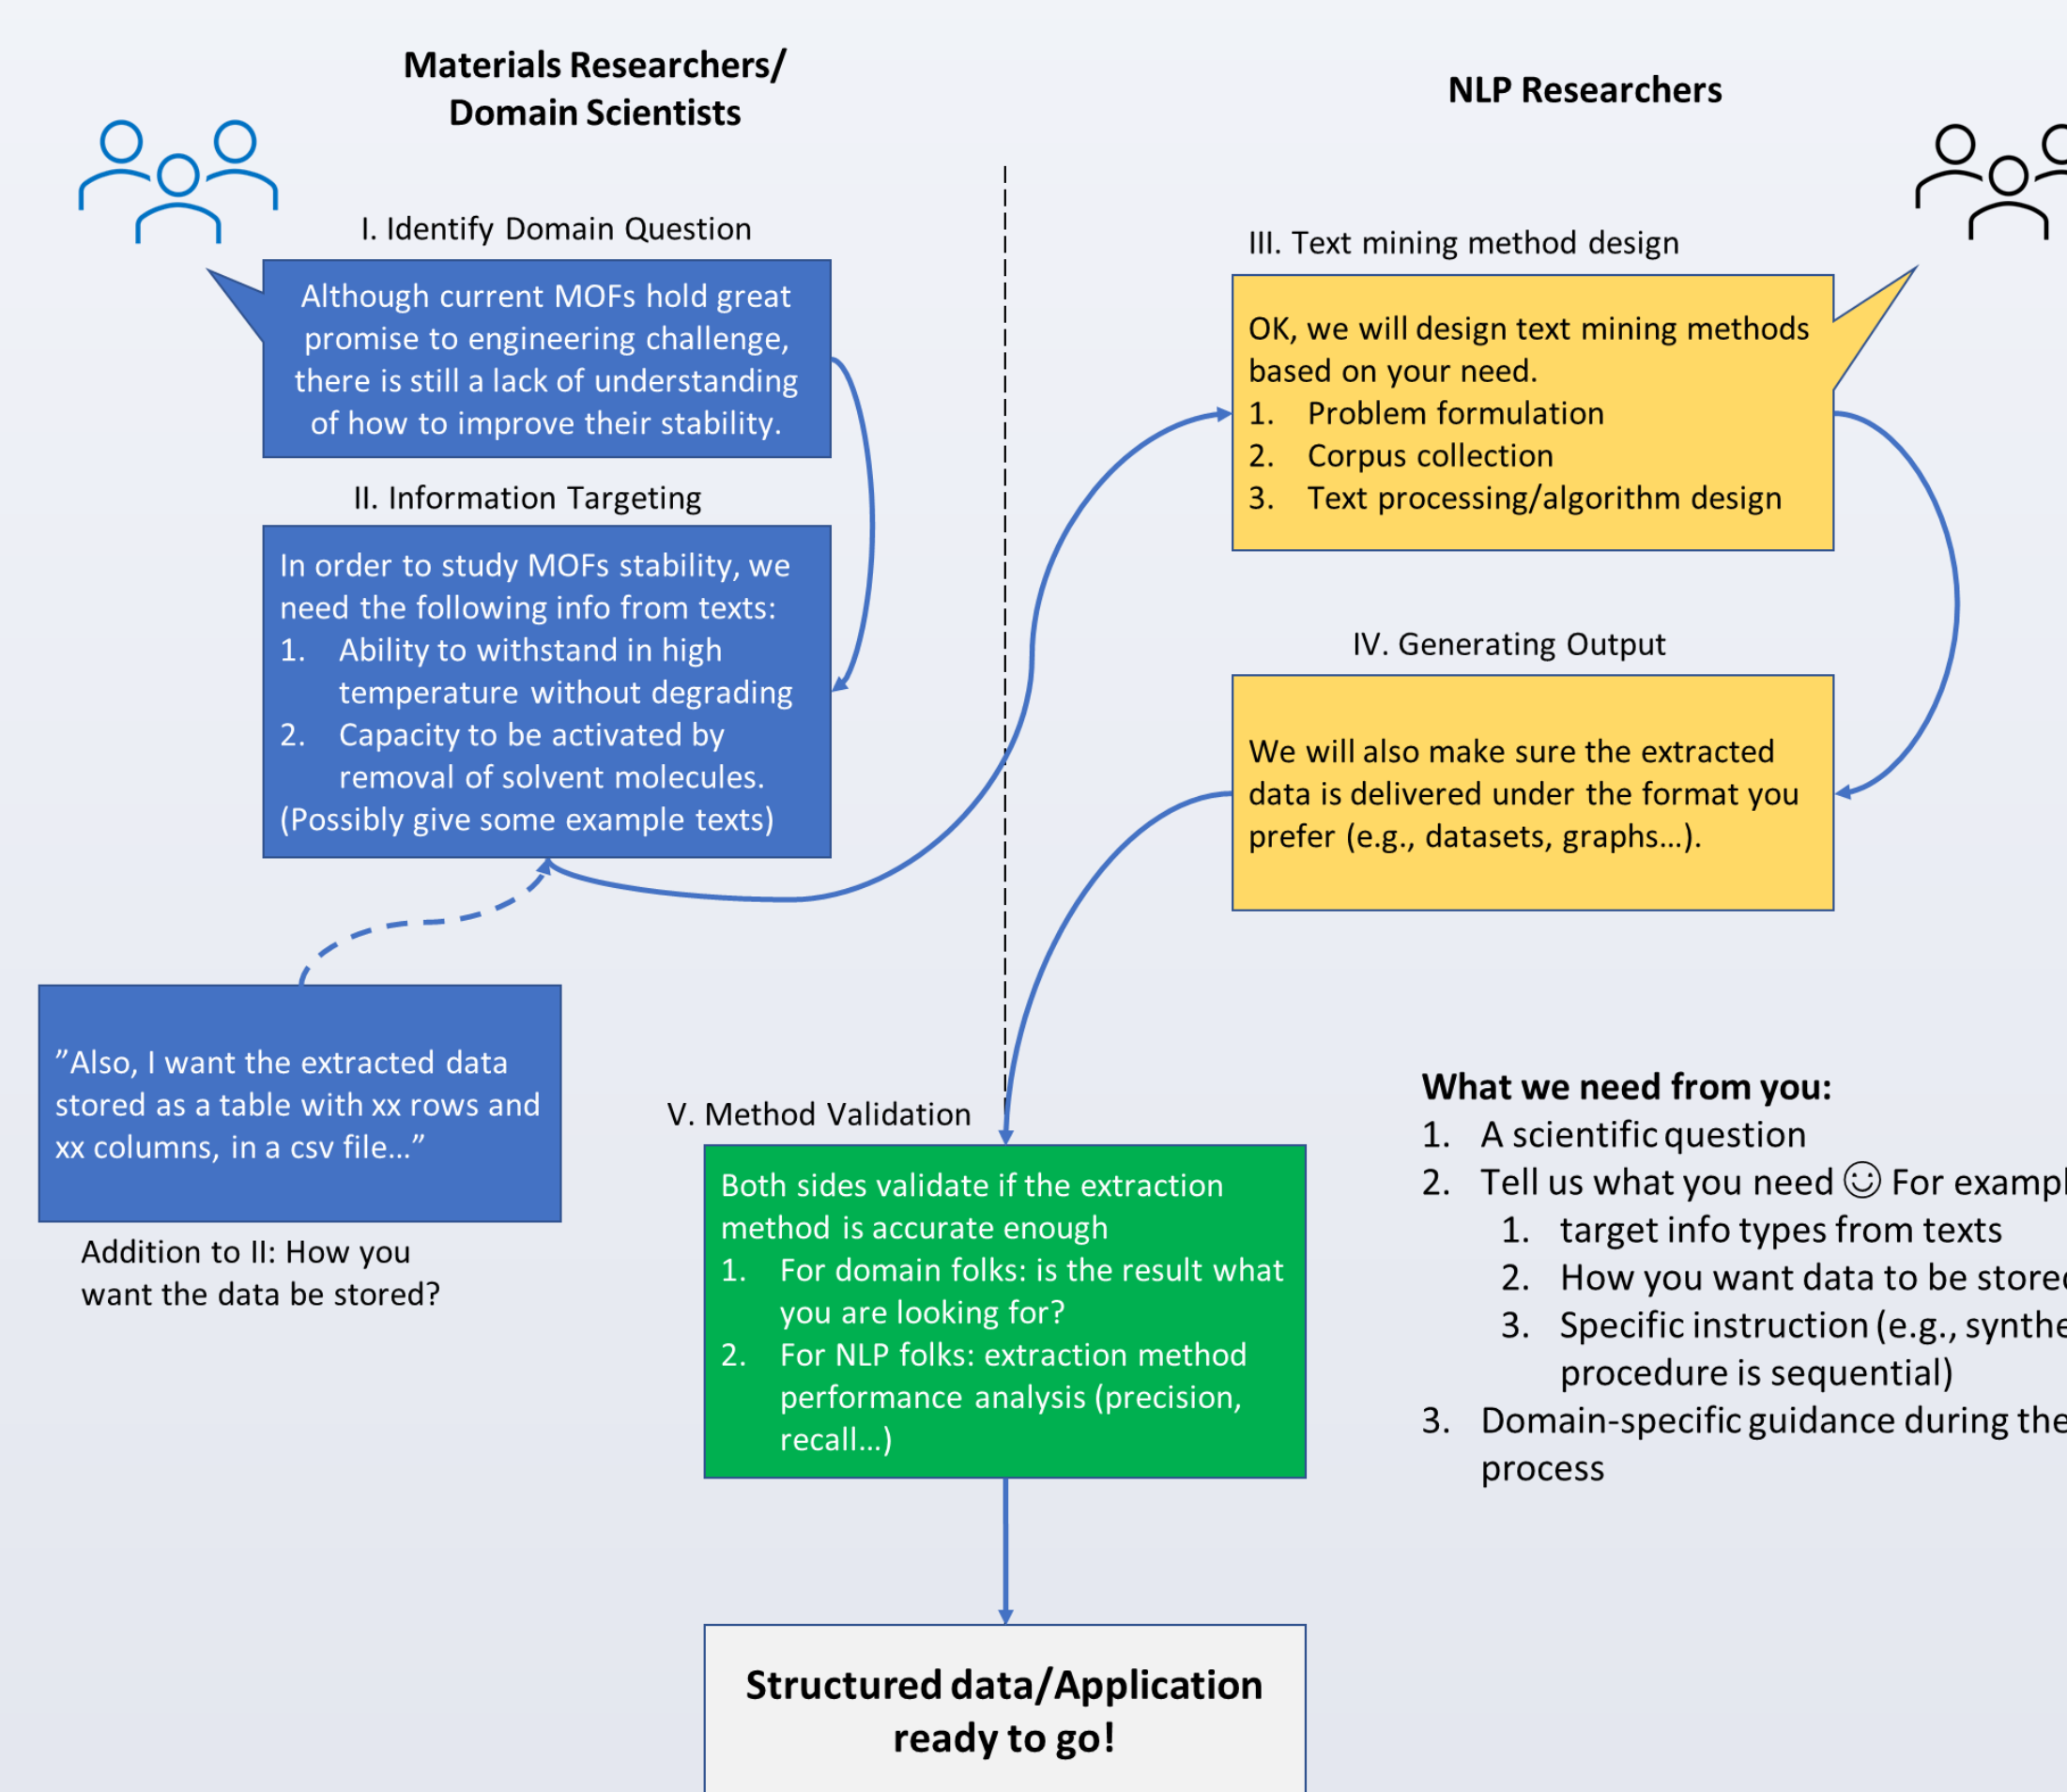 Materials Researchers/
Domain Scientists
I. Identify Domain Question
Although current MOFs hold great
promise to engineering challenge,
there is still a lack of understanding
of how to improve their stability.
II. Information Targeting
In order to study MOFs stability, we
need the following info from texts:
1. Ability to withstand in high
temperature without degrading
2. Capacity to be activated by
removal of solvent molecules.
(Possibly give some example texts)
”Also, I want the extracted data
stored as a table with xx rows and
xx columns, in a csv file…”
Addition to II: How you
want the data be stored?
NLP Researchers
III. Text mining method design
OK, we will design text mining methods
based on your need.
1. Problem formulation
2. Corpus collection
3. Text processing/algorithm design
IV. Generating Output
We will also make sure the extracted
data is delivered under the format you
prefer (e.g., datasets, graphs…).
V. Method Validation
Both sides validate if the extraction
method is accurate enough
1. For domain folks: is the result what
you are looking for?
2. For NLP folks: extraction method
performance analysis (precision,
recall…)
Structured data/Application
ready to go!
What we need from you:
1. A scientific question
2. Tell us what you need ☺ For
1. target info types from texts
2. How you want data to be
3. Specific instruction (e.g.,
procedure is sequential)
3. Domain-specific guidance during the
process